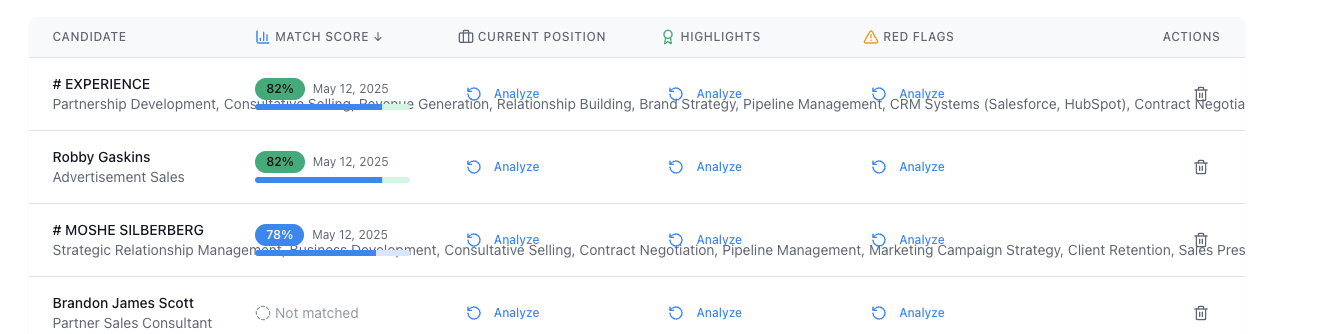 CANDIDATE MATCH SCORE ↓ CURRENT POSITION HIGHLIGHTS RED FLAGS ACTIONS
# EXPERIENCE 82% May 12, 2025 Analyze Analyze Analyze
Partnership Development, Consultative Selling, Revenue Generation, Relationship Building, Brand Strategy, Pipeline Management, CRM Systems (Salesforce, HubSpot), Contract Negotia
Robby Gaskins 82% May 12, 2025 Analyze Analyze Analyze
Advertisement Sales
# MOSHE SILBERBERG 78% May 12, 2025 Analyze Analyze Analyze
Strategic Relationship Management, Business Development, Consultative Selling, Contract Negotiation, Pipeline Management, Marketing Campaign Strategy, Client Retention, Sales Pres
Brandon James Scott Not matched Analyze Analyze Analyze
Partner Sales Consultant